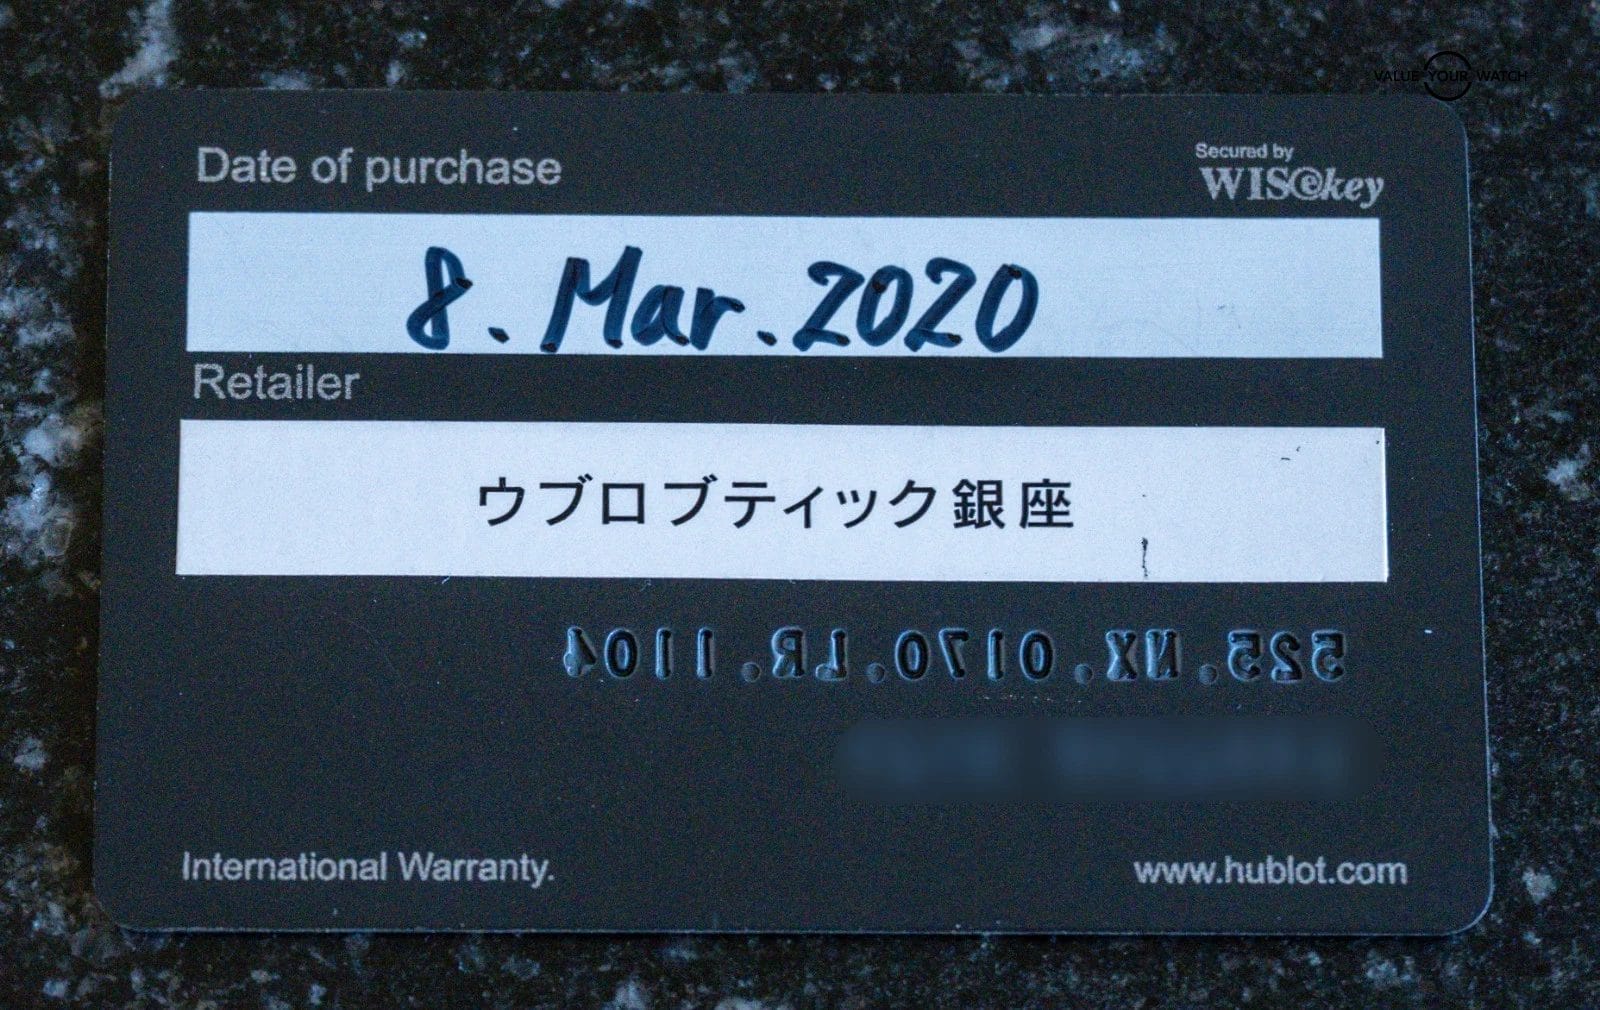 VALUE YOUR WATCH
Date of purchase
Secured by
WISekey
8. Mar. 2020
Retailer
ウブロブティック銀座
525.NX.0170.LR.1104
International Warranty.
www.hublot.com